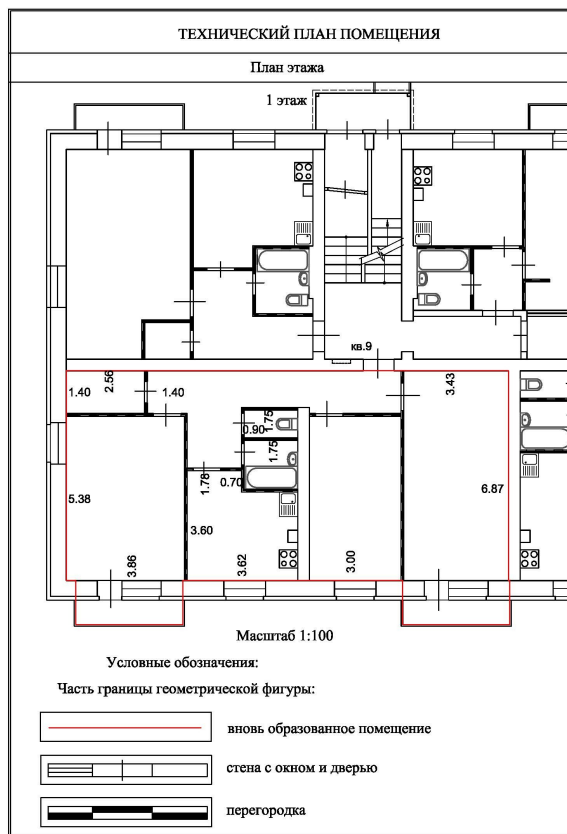 ТЕХНИЧЕСКИЙ ПЛАН ПОМЕЩЕНИЯ
План этажа
1 этаж
кв.9
1.40
2.56
1.40
3.43
0.90
1.75
1.75
1.78
0.70
5.38
6.87
3.60
3.86
3.62
3.00
Масштаб 1:100
Условные обозначения:
Часть границы геометрической фигуры:
вновь образованное помещение
стена с окном и дверью
перегородка